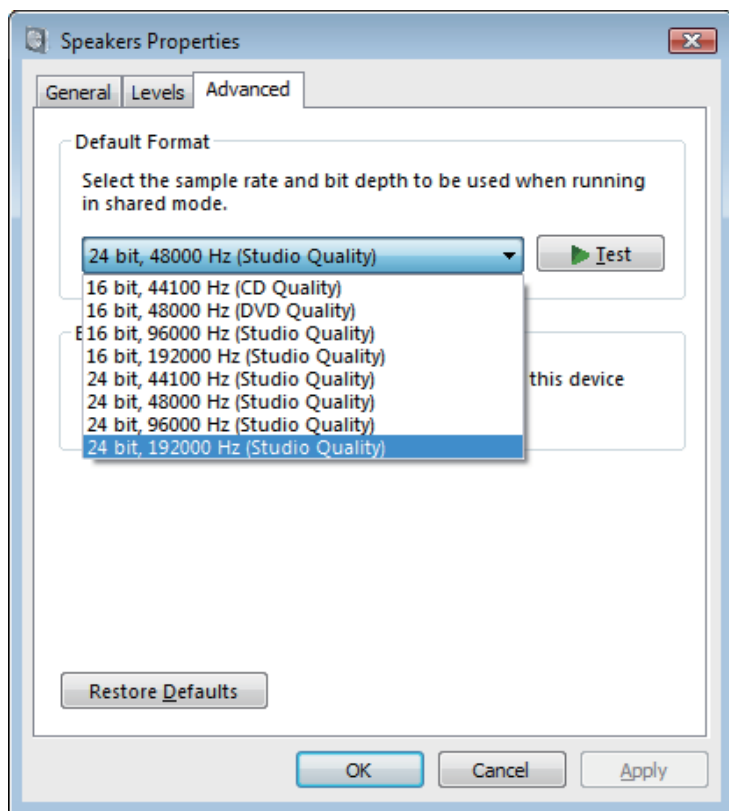 Speakers Properties
General Levels Advanced
Default Format
Select the sample rate and bit depth to be used when running
in shared mode.
24 bit, 48000 Hz (Studio Quality) Test
16 bit, 44100 Hz (CD Quality)
16 bit, 48000 Hz (DVD Quality)
E
16 bit, 96000 Hz (Studio Quality)
16 bit, 192000 Hz (Studio Quality)
24 bit, 44100 Hz (Studio Quality) this device
24 bit, 48000 Hz (Studio Quality)
24 bit, 96000 Hz (Studio Quality)
24 bit, 192000 Hz (Studio Quality)
Restore Defaults
OK Cancel Apply